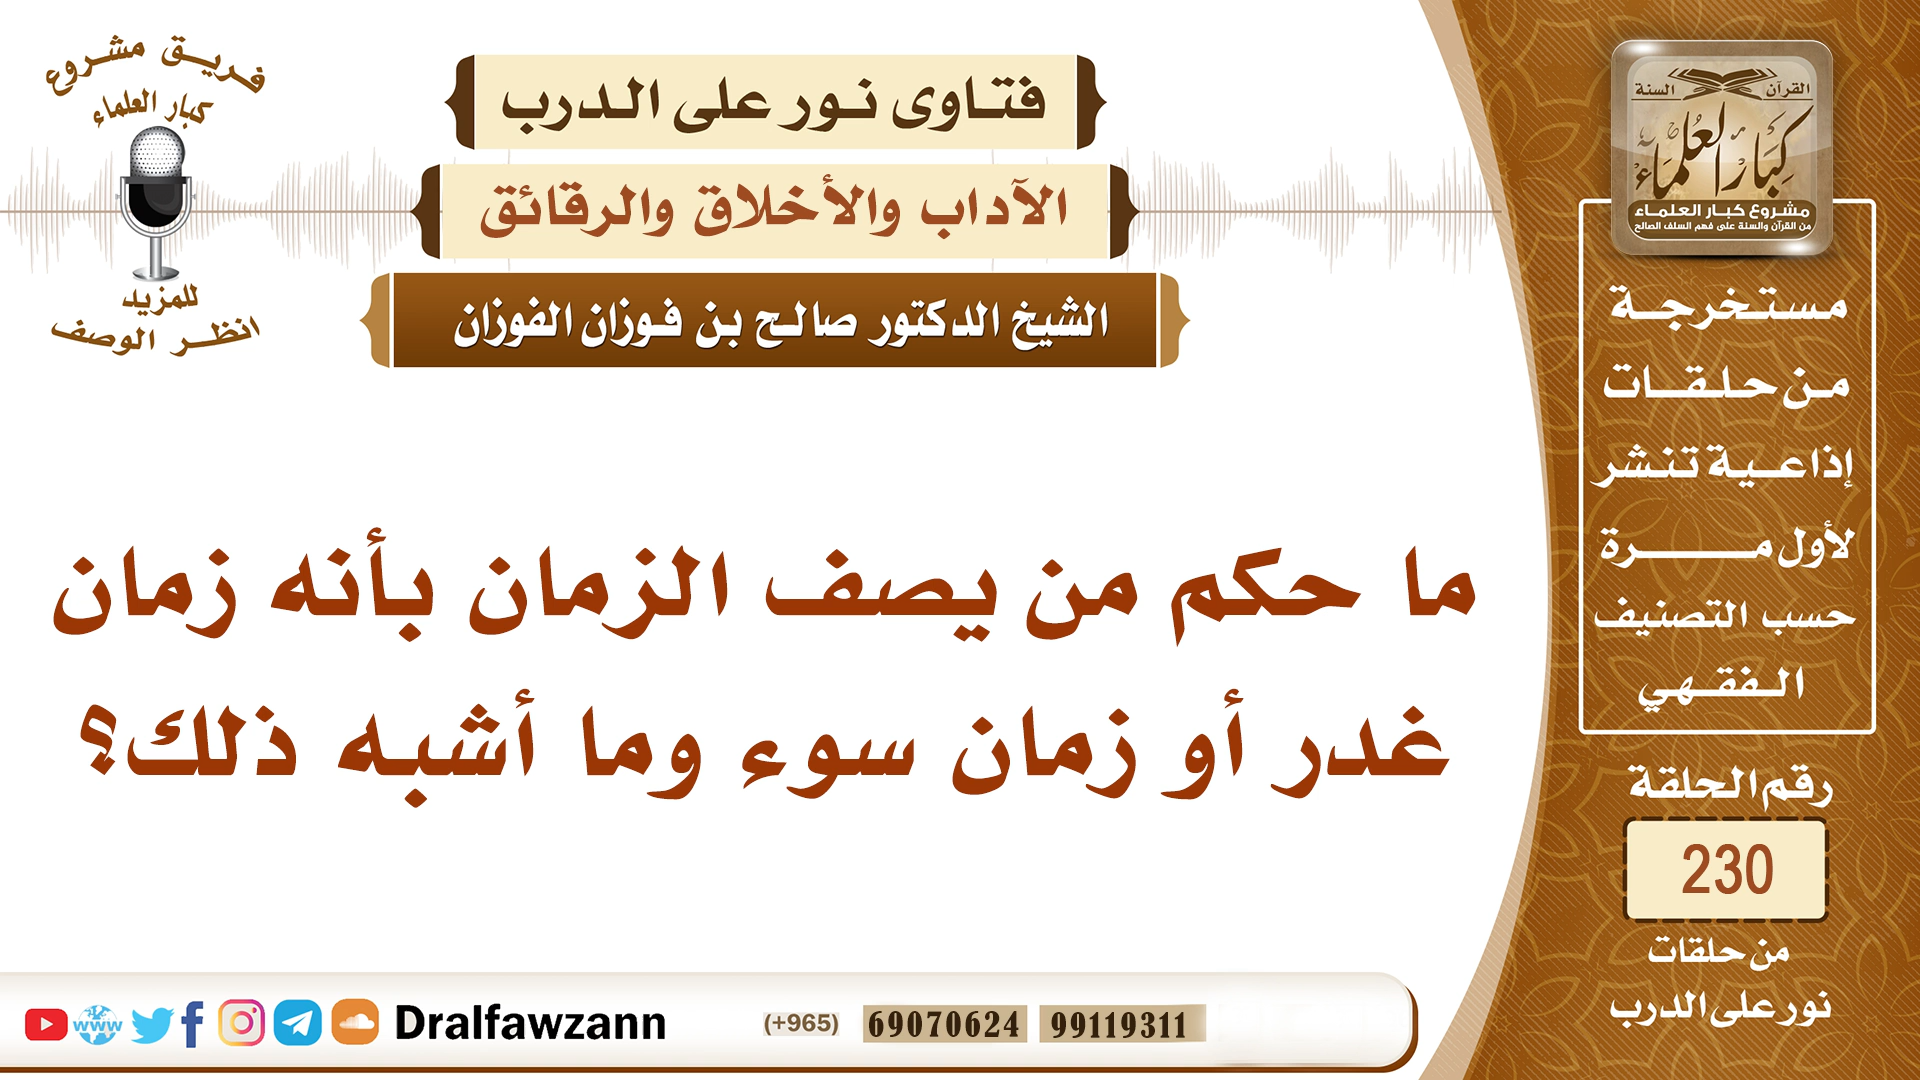 فريق مشروع
كبار العلماء
للمزيد
انظر الوصف
فتاوى نور على الدرب
الآداب والأخلاق والرقائق
الشيخ الدكتور صالح بن فوزان الفوزان
ما حكم من يصف الزمان بأنه زمان
غدر أو زمان سوء وما أشبه ذلك؟
القرآن السنة
كبار العلماء
مشروع كبار العلماء
من القرآن والسنة على فهم السلف الصالح
مستخرجة
من حلقات
إذاعية تنشر
لأول مرة
حسب التصنيف
الفقهي
رقم الحلقة
230
من حلقات
نور على الدرب
www
Dralfawzann (+965) 69070624 99119311